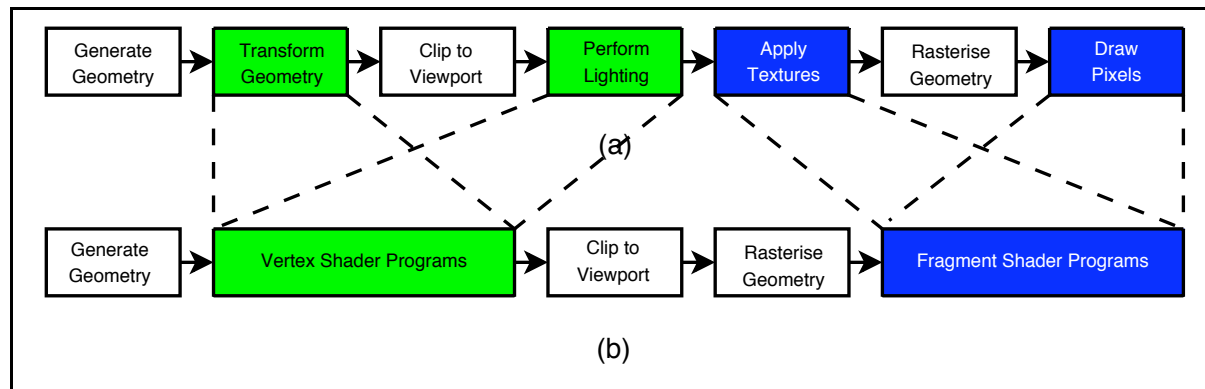 Generate
Geometry
Transform
Geometry
Clip to
Viewport
Perform
Lighting
Apply
Textures
Rasterise
Geometry
Draw
Pixels
(a)
Generate
Geometry
Vertex Shader Programs
Clip to
Viewport
Rasterise
Geometry
Fragment Shader Programs
(b)